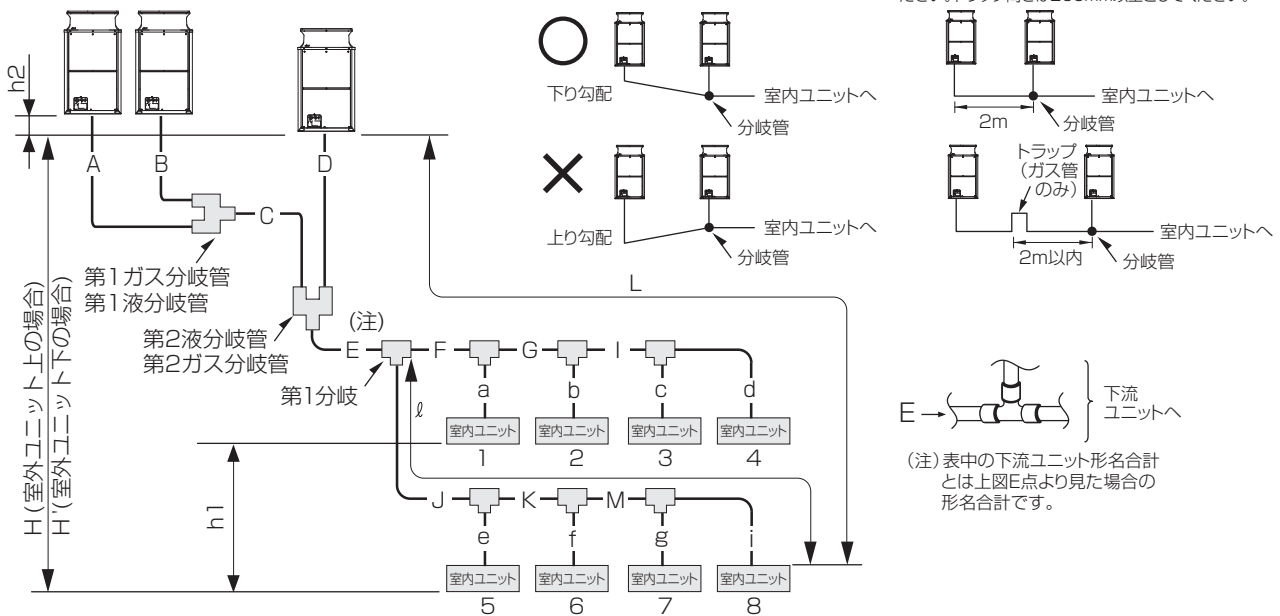 h2
A
B
D
C
第1ガス分岐管
第1液分岐管
第2液分岐管
第2ガス分岐管
H(室外ユニット上の場合)
H'(室外ユニット下の場合)
(注)
E
F
G
I
第1分岐
ℓ
L
a
b
c
d
室内ユニット
室内ユニット
室内ユニット
室内ユニット
1
2
3
4
h1
J
K
M
e
f
g
i
室内ユニット
室内ユニット
室内ユニット
室内ユニット
5
6
7
8
下り勾配
室内ユニットへ
分岐管
上り勾配
室内ユニットへ
分岐管
室内ユニットへ
2m
分岐管
トラップ
(ガス管
のみ)
室内ユニットへ
2m以内
分岐管
E
下流
ユニットへ
(注)表中の下流ユニット形名合計
とは上図E点より見た場合の
形名合計です。